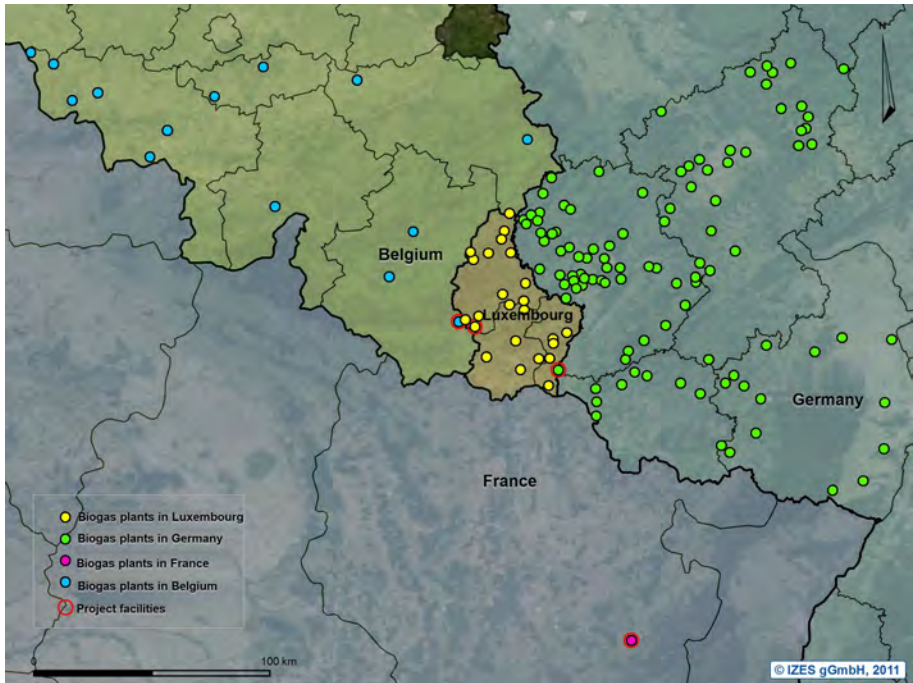 Belgium
Luxembourg
Germany
France
Biogas plants in Luxembourg
Biogas plants in Germany
Biogas plants in France
Biogas plants in Belgium
Project facilities
0
100 km
© IZES gGmbH, 2011